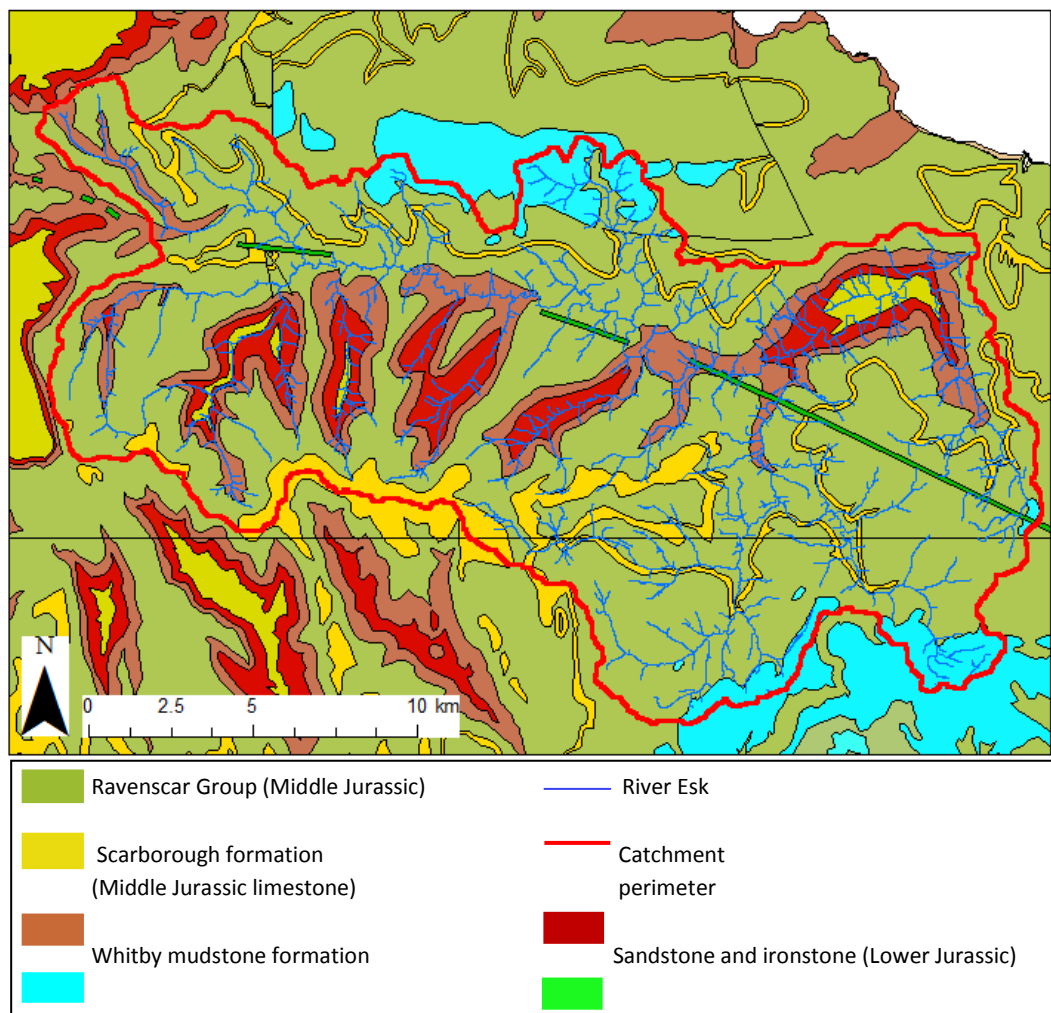 N
0 2.5 5 10 km
Ravenscar Group (Middle Jurassic)
River Esk
Scarborough formation
(Middle Jurassic limestone)
Catchment
perimeter
Whitby mudstone formation
Sandstone and ironstone (Lower Jurassic)